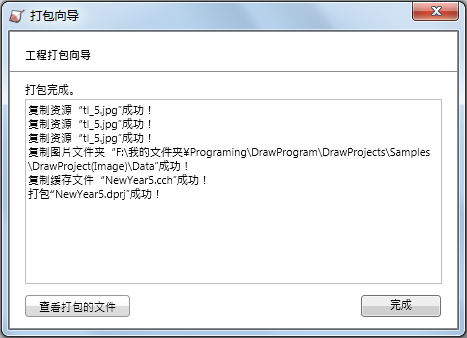 打包向导
工程打包向导
打包完成。
复制资源 “tl_5.jpg”成功！
复制资源 “tl_5.jpg”成功！
复制资源 “tl_5.jpg”成功！
复制图片文件夹 “F:\我的文件夹¥Programing\DrawProgram\DrawProjects\Samples
\DrawProject(Image)\Data”成功！
复制缓存文件 “NewYear5.cch”成功！
打包“NewYear5.dprj”成功！
查看打包的文件
完成